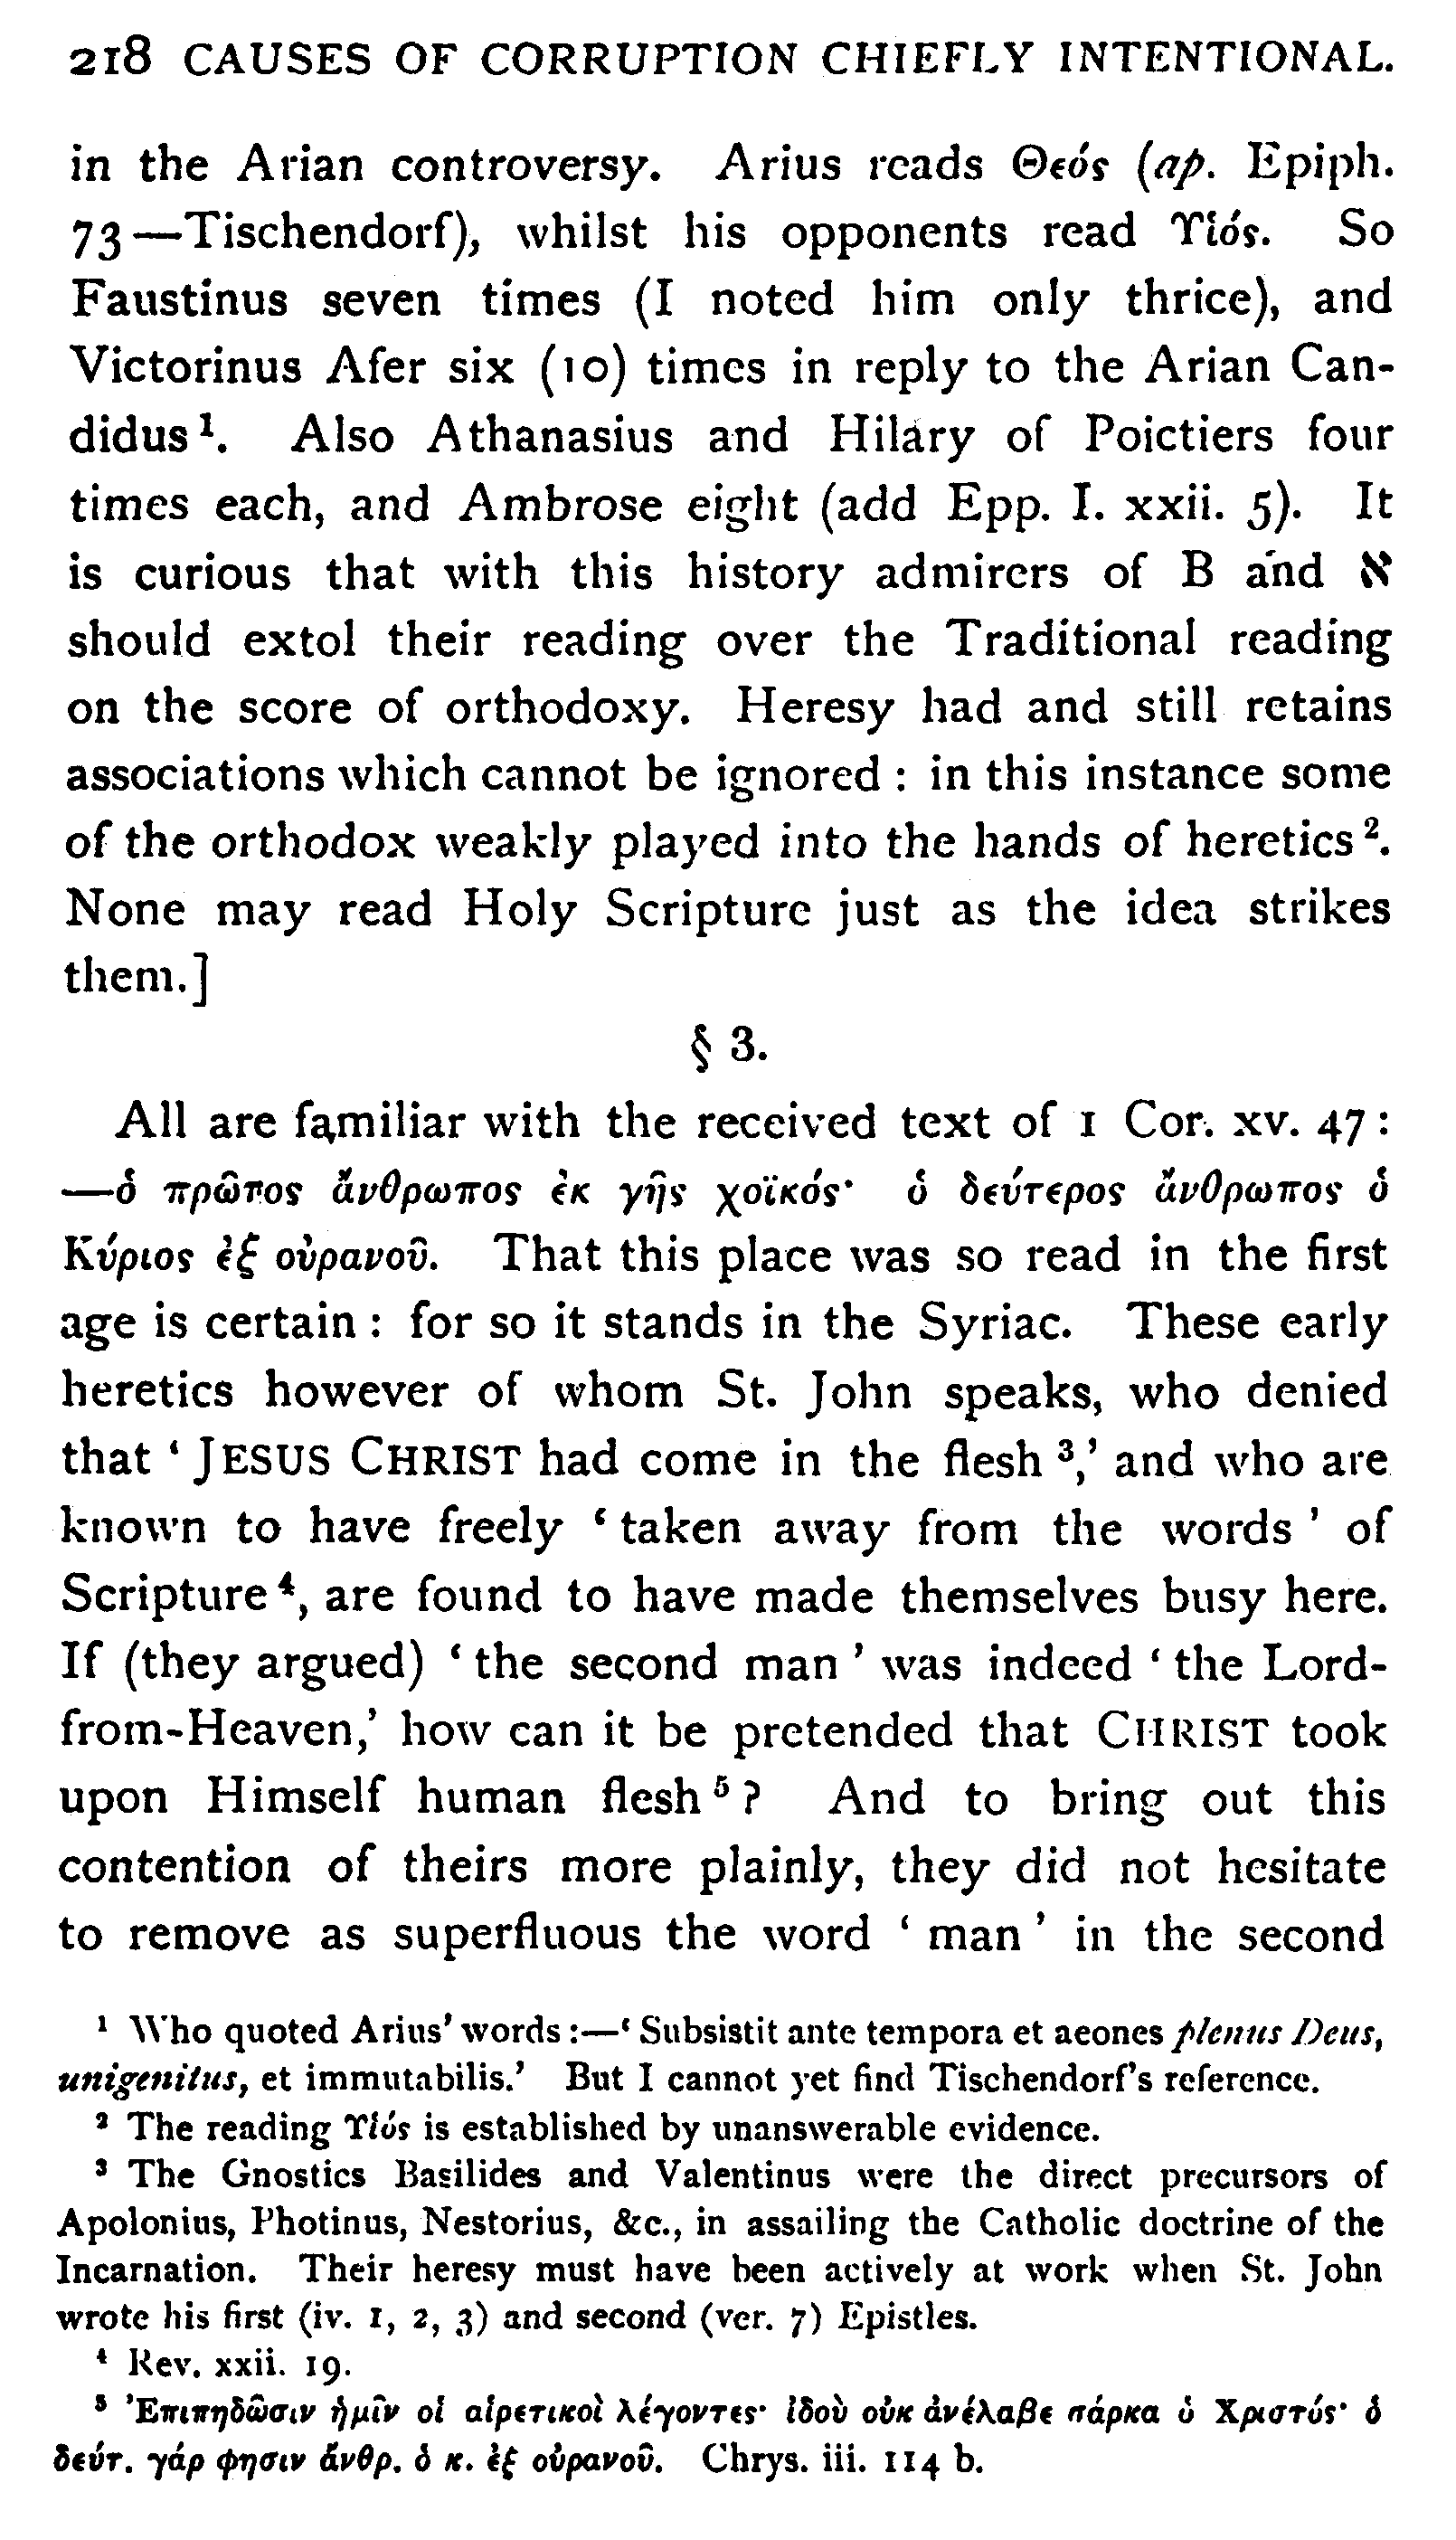 218 CAUSES OF CORRUPTION CHIEFLY INTENTIONAL.
in the Arian controversy. Arius reads Θεός (ap. Epiph.
73—Tischendorf), whilst his opponents read Υἱός. So
Faustinus seven times (I noted him only thrice), and
Victorinus Afer six (10) times in reply to the Arian Can-
didus¹. Also Athanasius and Hilary of Poictiers four
times each, and Ambrose eight (add Epp. I. xxii. 5). It
is curious that with this history admirers of B and א
should extol their reading over the Traditional reading
on the score of orthodoxy. Heresy had and still retains
associations which cannot be ignored : in this instance some
of the orthodox weakly played into the hands of heretics².
None may read Holy Scripture just as the idea strikes
them.]
§ 3.
All are familiar with the received text of 1 Cor. xv. 47 :
—ὁ πρῶτος ἄνθρωπος ἐκ γῆς χοϊκός· ὁ δεύτερος ἄνθρωπος ὁ
Κύριος ἐξ οὐρανοῦ. That this place was so read in the first
age is certain : for so it stands in the Syriac. These early
heretics however of whom St. John speaks, who denied
that ‘JESUS CHRIST had come in the flesh³,’ and who are
known to have freely ‘taken away from the words’ of
Scripture⁴, are found to have made themselves busy here.
If (they argued) ‘the second man’ was indeed ‘the Lord-
from-Heaven,’ how can it be pretended that CHRIST took
upon Himself human flesh⁵? And to bring out this
contention of theirs more plainly, they did not hesitate
to remove as superfluous the word ‘man’ in the second
¹ Who quoted Arius’ words :—‘Subsistit ante tempora et aeones plenus Deus,
unigenitus, et immutabilis.’ But I cannot yet find Tischendorf’s reference.
² The reading Υἱός is established by unanswerable evidence.
³ The Gnostics Basilides and Valentinus were the direct precursors of
Apolonius, Photinus, Nestorius, &c., in assailing the Catholic doctrine of the
Incarnation. Their heresy must have been actively at work when St. John
wrote his first (iv. 1, 2, 3) and second (ver. 7) Epistles.
⁴ Rev. xxii. 19.
⁵ Ἐπιπηδῶσιν ἡμῖν οἱ αἱρετικοὶ λέγοντες· ἰδοὺ οὐκ ἀνέλαβε σάρκα ὁ Χριστός· ὁ
δεύτ. γάρ φησιν ἄνθρ. ὁ κ. ἐξ οὐρανοῦ. Chrys. iii. 114 b.